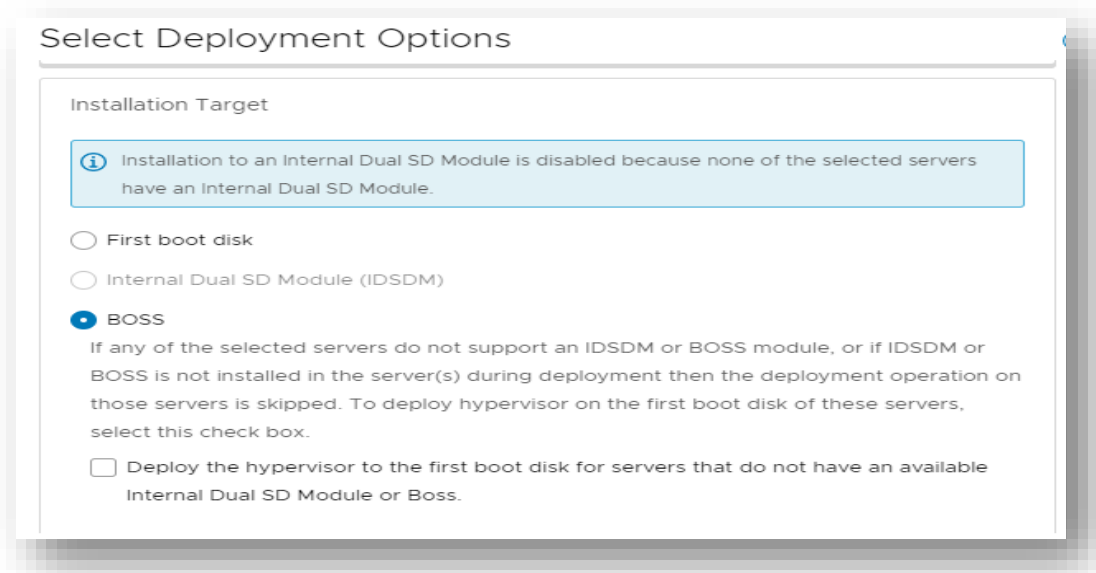 Select Deployment Options
Installation Target
Installation to an Internal Dual SD Module is disabled because none of the selected servers
have an Internal Dual SD Module.
First boot disk
Internal Dual SD Module (IDSDM)
BOSS
If any of the selected servers do not support an IDSDM or BOSS module, or if IDSDM or
BOSS is not installed in the server(s) during deployment then the deployment operation on
those servers is skipped. To deploy hypervisor on the first boot disk of these servers,
select this check box.
Deploy the hypervisor to the first boot disk for servers that do not have an available
Internal Dual SD Module or Boss.